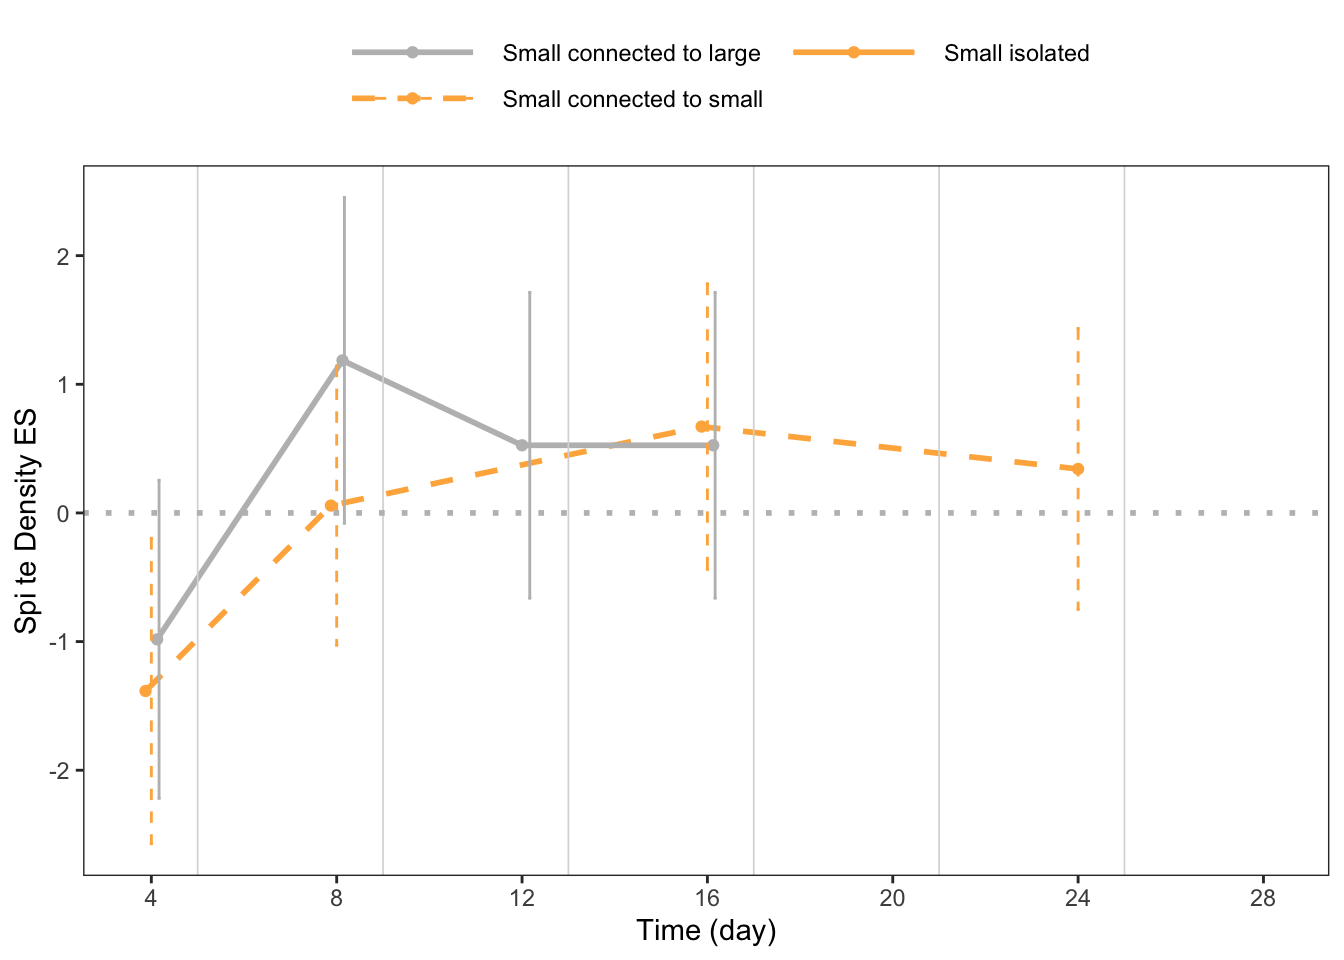 Small connected to large Small isolated
Small connected to small
2
1
0
-1
-2
Spi te Density ES
4 8 12 16 20 24 28
Time (day)